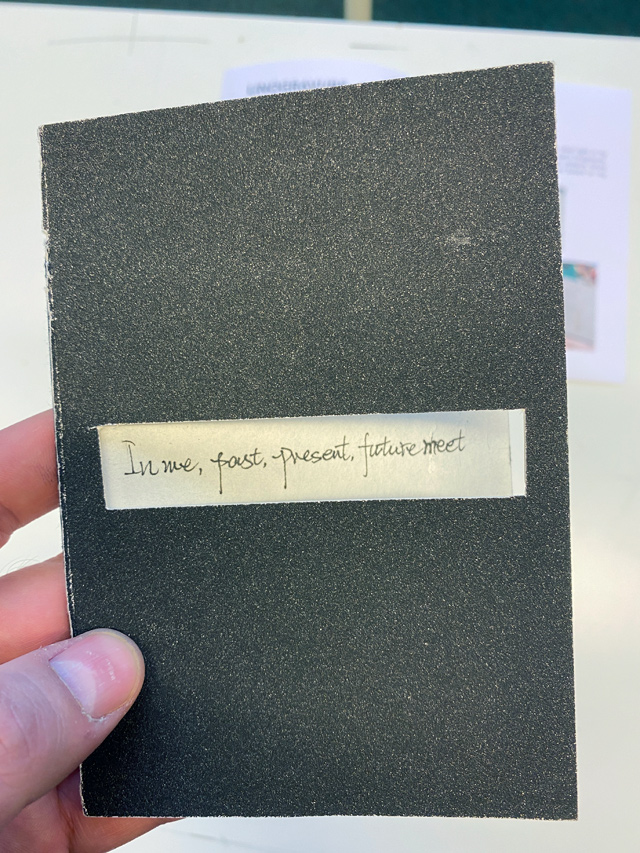 In me, past, present, future meet